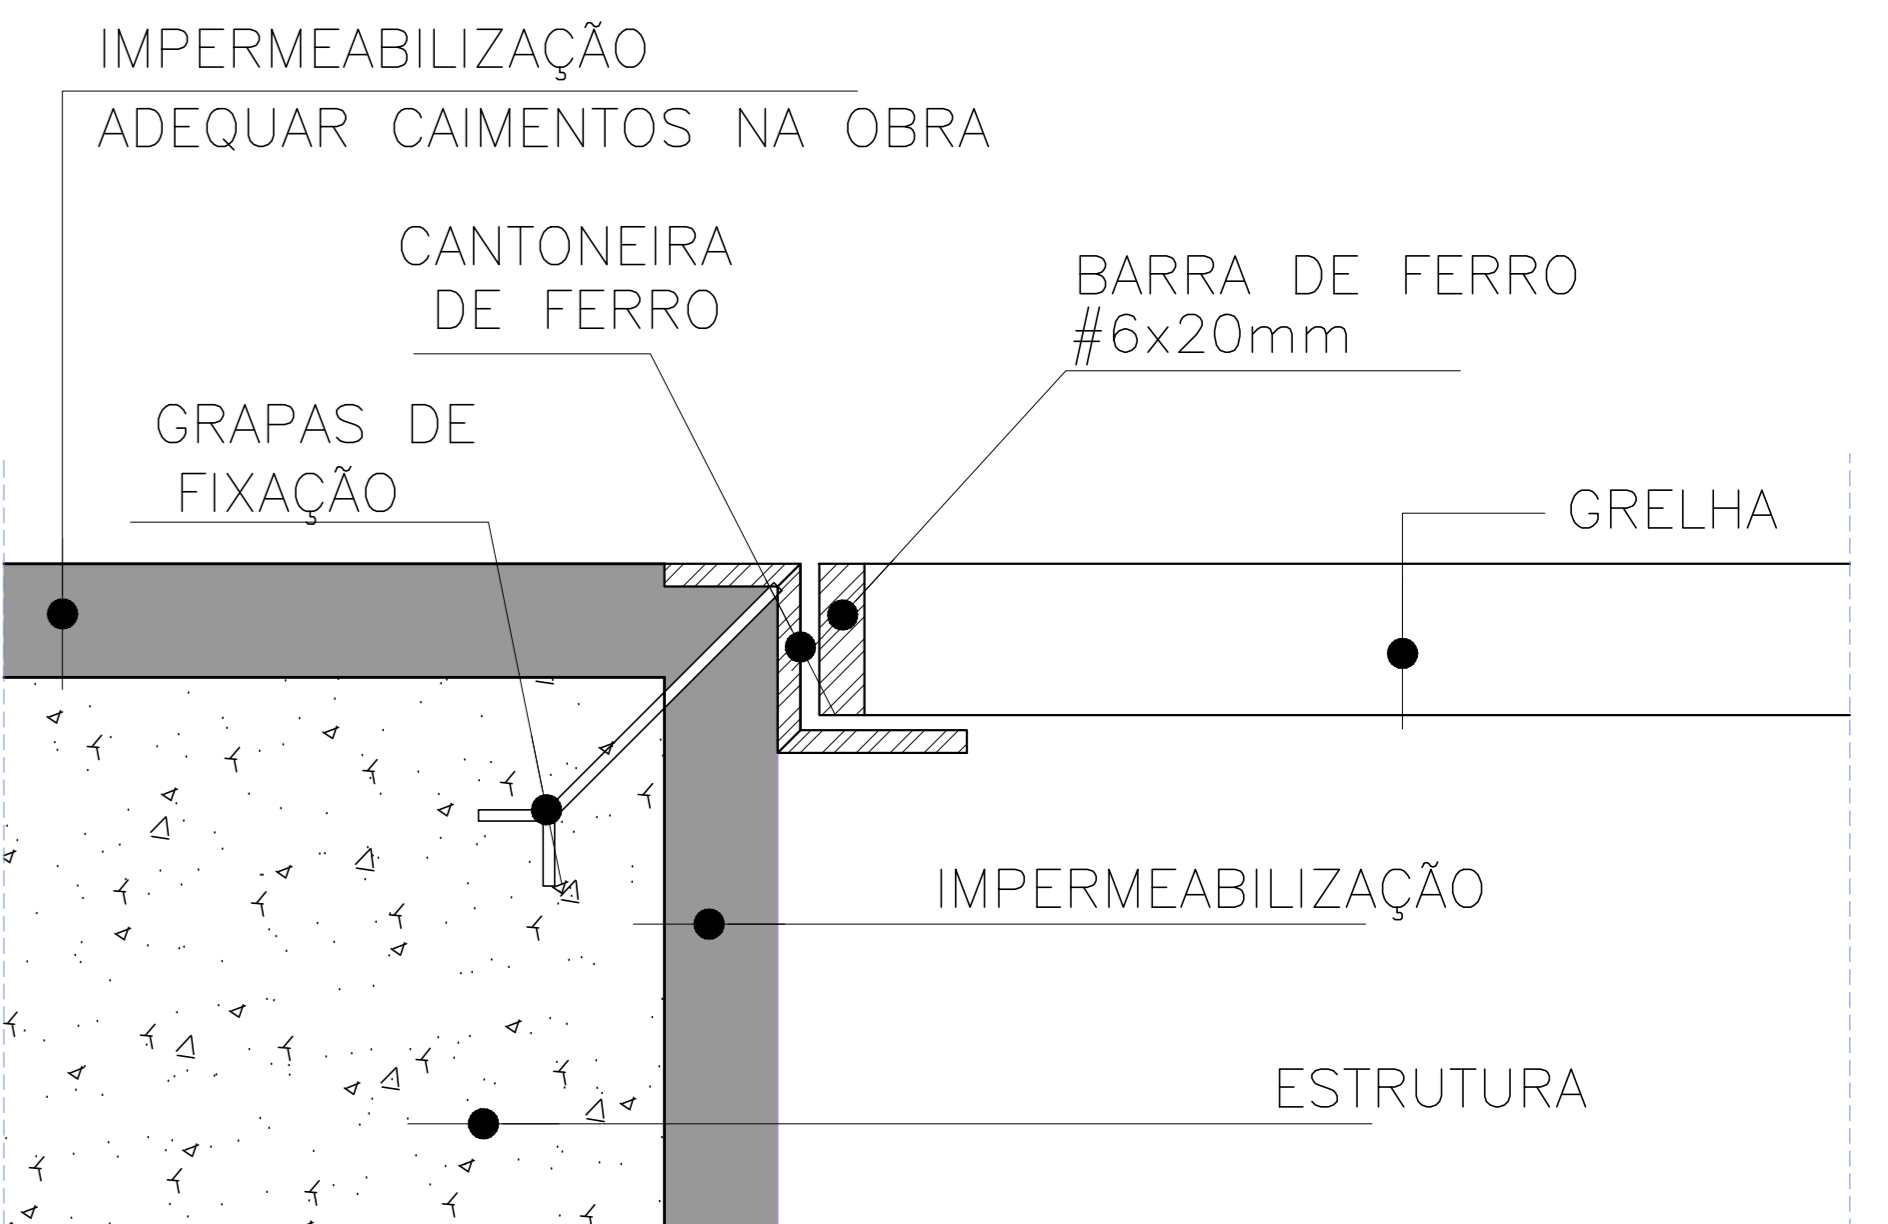 IMPERMEABILIZAÇÃO
ADEQUAR CAIMENTOS NA OBRA
CANTONEIRA
DE FERRO
BARRA DE FERRO
#6x20mm
GRAPAS DE
FIXAÇÃO
GRELHA
IMPERMEABILIZAÇÃO
ESTRUTURA